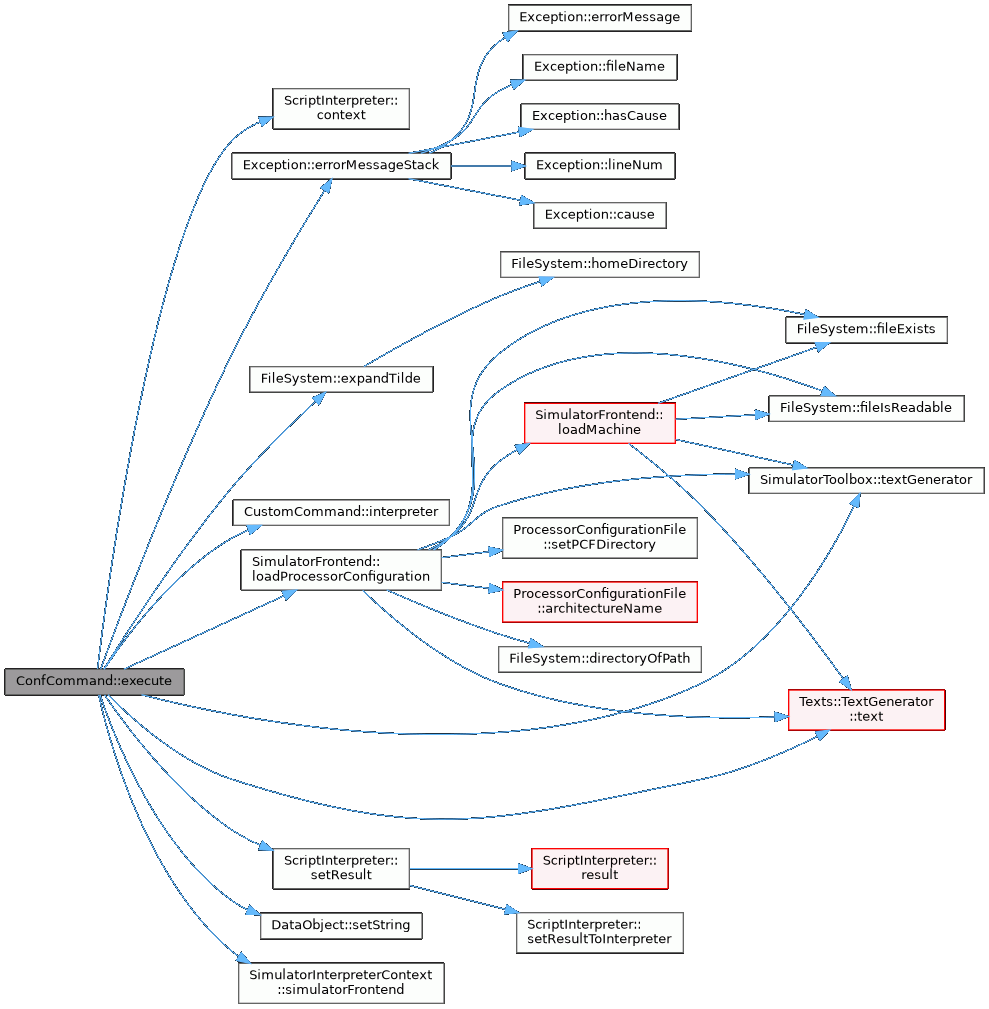 Exception::errorMessage
Exception::fileName
ScriptInterpreter::
context
Exception::hasCause
Exception::errorMessageStack
Exception::lineNum
Exception::cause
FileSystem::homeDirectory
FileSystem::fileExists
FileSystem::expandTilde
FileSystem::fileIsReadable
SimulatorFrontend::
loadMachine
SimulatorToolbox::textGenerator
CustomCommand::interpreter
ProcessorConfigurationFile
::setPCFDirectory
SimulatorFrontend::
loadProcessorConfiguration
ProcessorConfigurationFile
::architectureName
FileSystem::directoryOfPath
ConfCommand::execute
Texts::TextGenerator
::text
ScriptInterpreter::
setResult
ScriptInterpreter::
result
DataObject::setString
ScriptInterpreter::
setResultToInterpreter
SimulatorInterpreterContext
::simulatorFrontend